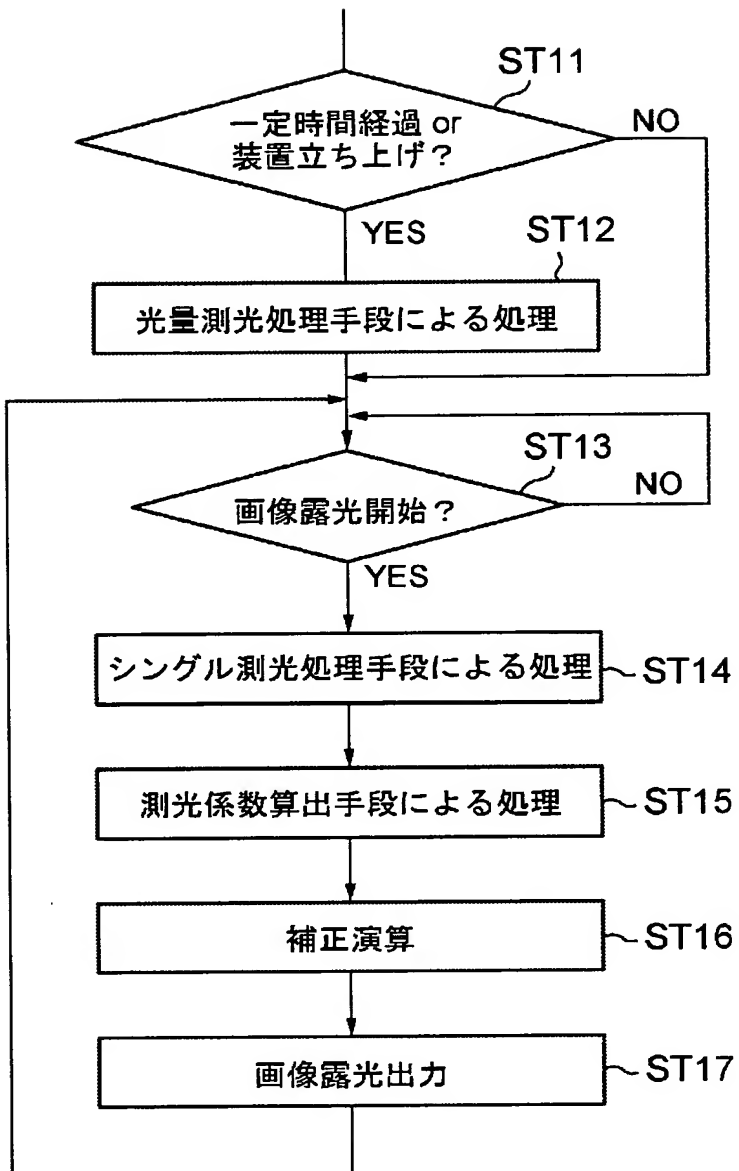 ST11
一定時間経過 or
装置立ち上げ？
NO
YES
ST12
光量測光処理手段による処理
ST13
画像露光開始？
NO
YES
シングル測光処理手段による処理
ST14
測光係数算出手段による処理
ST15
補正演算
ST16
画像露光出力
ST17